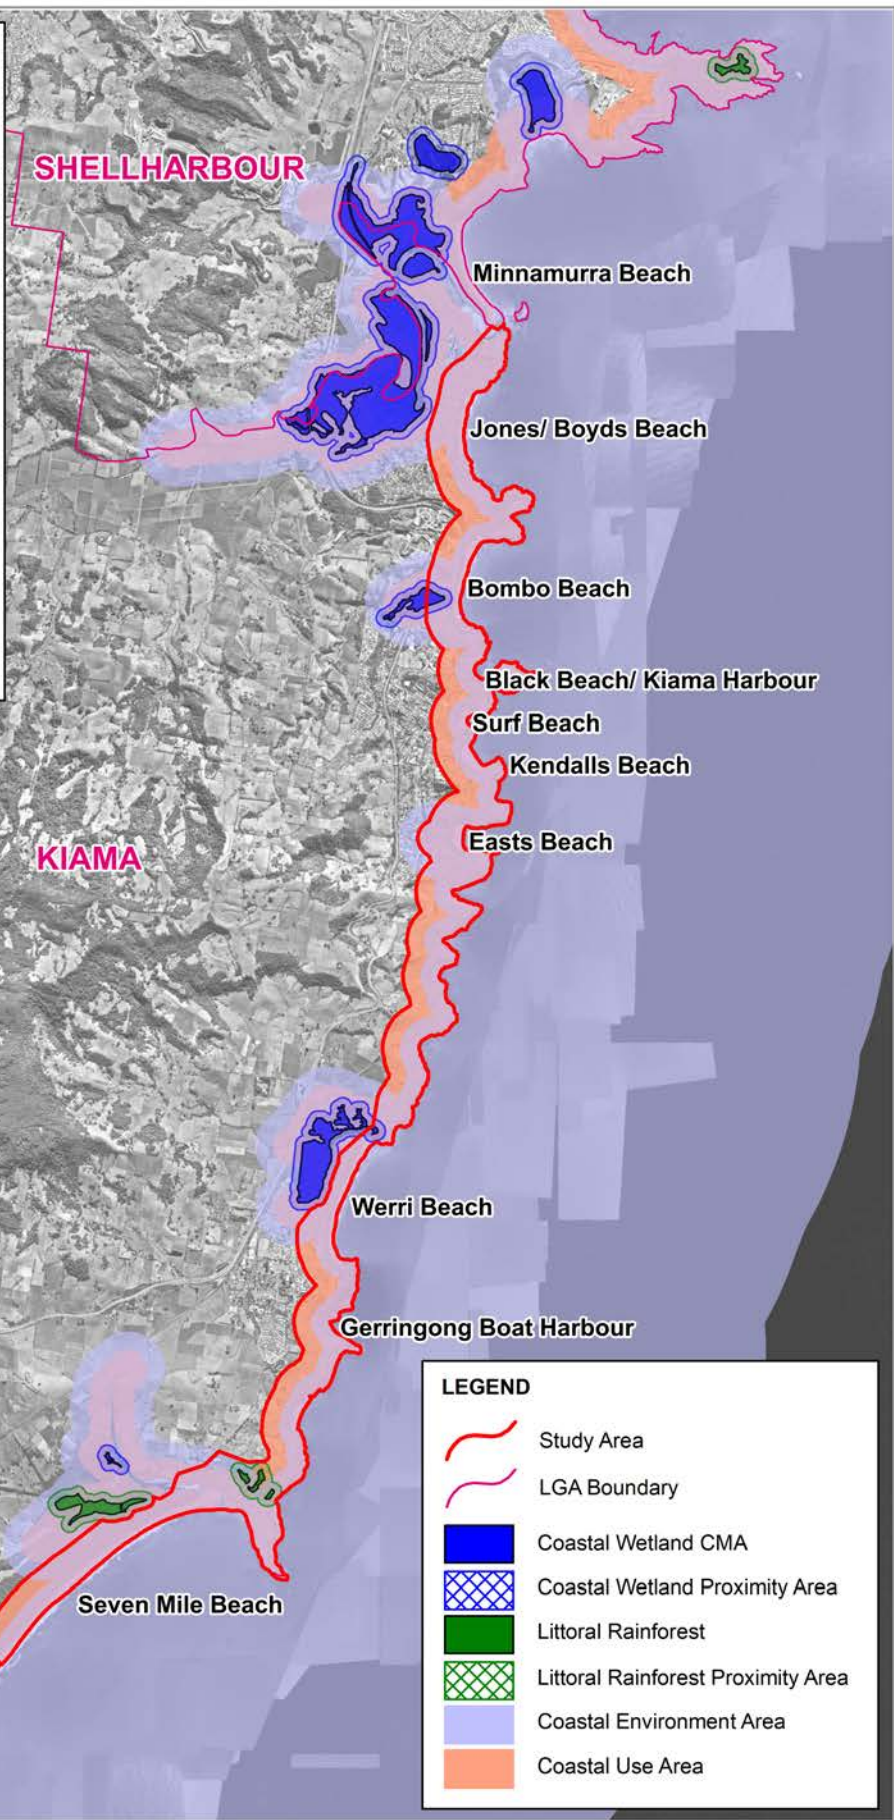 SHELLHARBOUR
Minnamurra Beach
Jones/ Boyds Beach
Bombo Beach
Black Beach/ Kiama Harbour
Surf Beach
Kendalls Beach
Easts Beach
KIAMA
Werri Beach
Gerringong Boat Harbour
Seven Mile Beach
LEGEND
Study Area
LGA Boundary
Coastal Wetland CMA
Coastal Wetland Proximity Area
Littoral Rainforest
Littoral Rainforest Proximity Area
Coastal Environment Area
Coastal Use Area